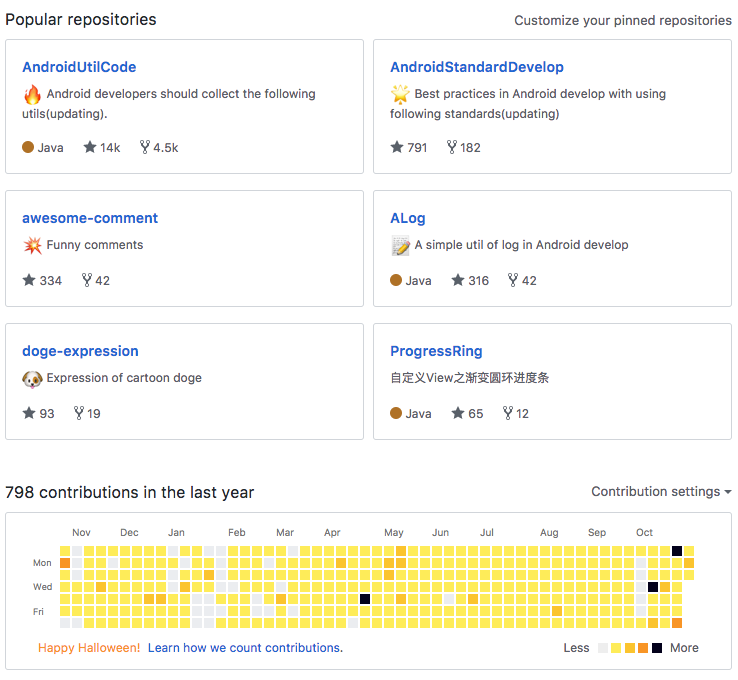 Popular repositories
Customize your pinned repositories
AndroidUtilCode
Android developers should collect the following
utils(updating).
Java 14k 4.5k
AndroidStandardDevelop
Best practices in Android develop with using
following standards(updating)
791 182
awesome-comment
Funny comments
334 42
ALog
A simple util of log in Android develop
Java 316 42
doge-expression
Expression of cartoon doge
93 19
ProgressRing
自定义View之渐变圆环进度条
Java 65 12
798 contributions in the last year
Contribution settings
Nov Dec Jan Feb Mar Apr May Jun Jul Aug Sep Oct
Mon
Wed
Fri
Happy Halloween! Learn how we count contributions.
Less More